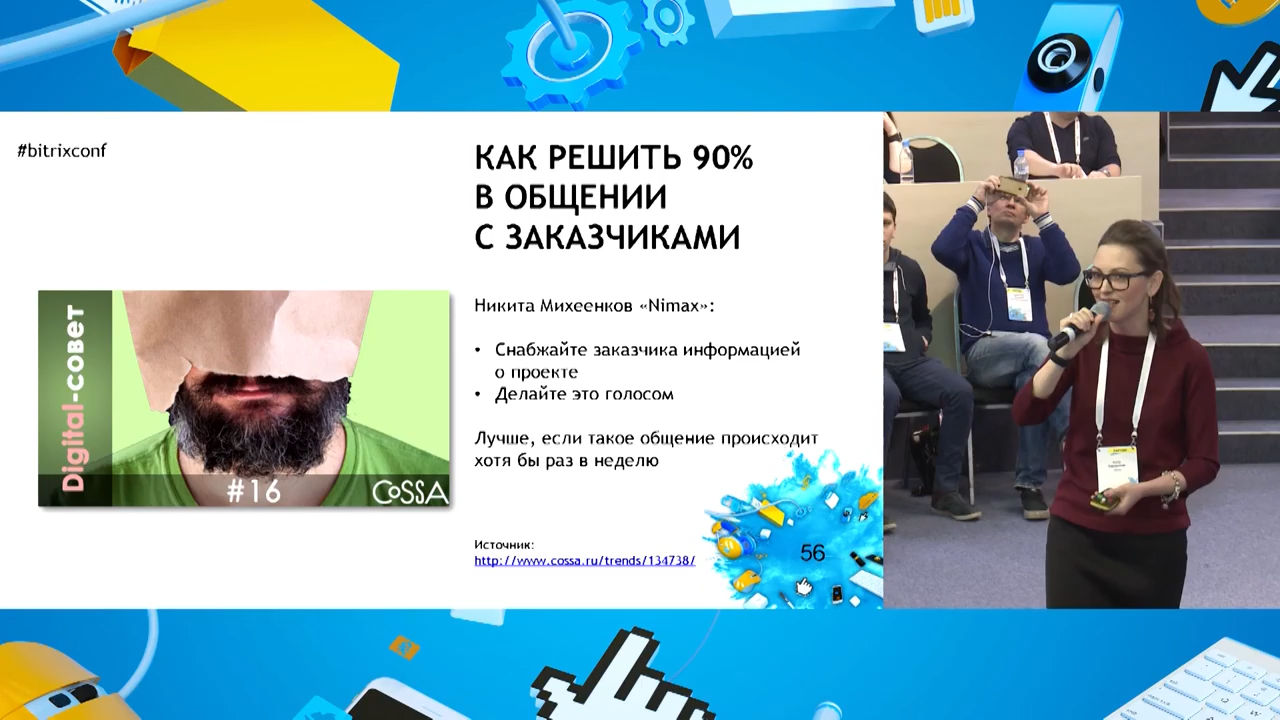 #bitrixconf
КАК РЕШИТЬ 90%
В ОБЩЕНИИ
С ЗАКАЗЧИКАМИ
Digital-совет
#16
COSSA
Никита Михеенков «Nimax»:
• Снабжайте заказчика информацией
о проекте
• Делайте это голосом
Лучше, если такое общение происходит
хотя бы раз в неделю
Источник:
http://www.cossa.ru/trends/134738/
56